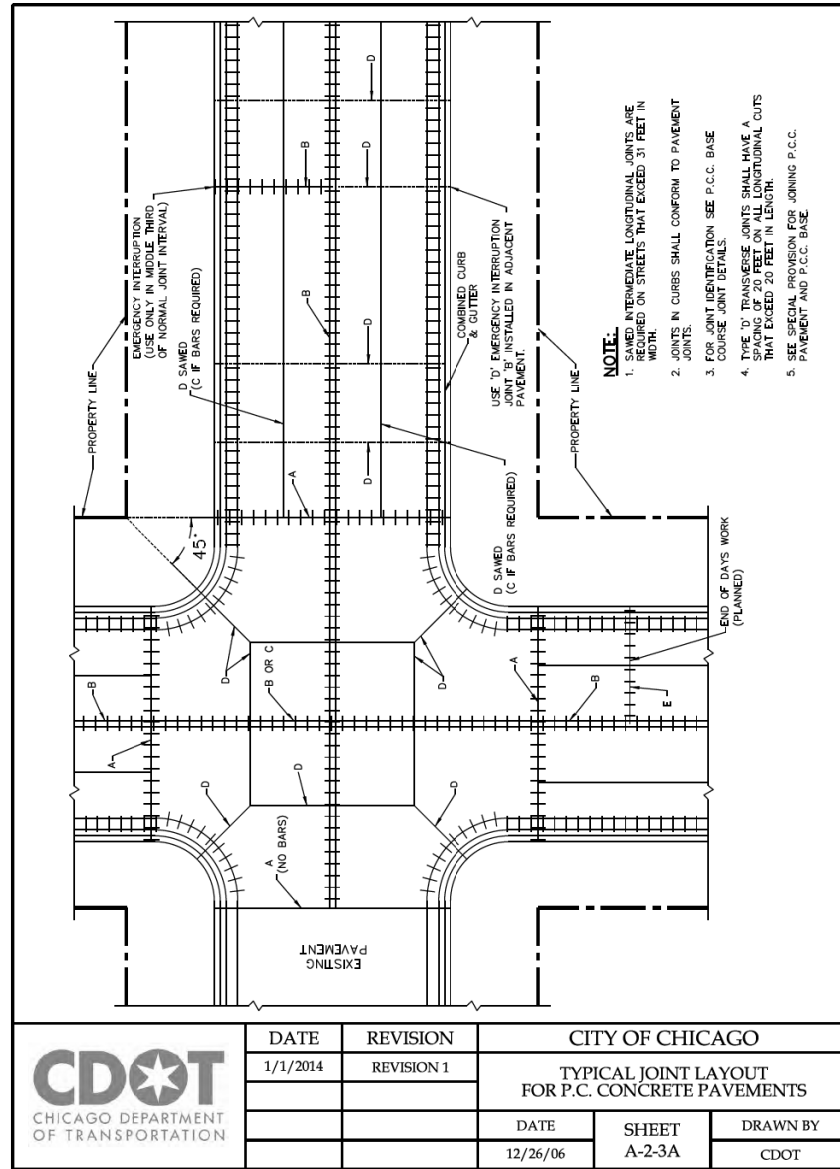 EMERGENCY INTERRUPTION
(USE ONLY IN MIDDLE THIRD
OF NORMAL JOINT INTERVAL)
PROPERTY LINE
D SAWED
(C IF BARS REQUIRED)
B
D
D
B
D
D
A
45°
COMBINED CURB
& GUTTER
USE 'D' EMERGENCY INTERRUPTION
JOINT 'B' INSTALLED IN ADJACENT
PAVEMENT.
D SAWED
(C IF BARS REQUIRED)
PROPERTY LINE
NOTE:
1. SAWED INTERMEDIATE LONGITUDINAL JOINTS ARE
REQUIRED ON STREETS THAT EXCEED 31 FEET IN
WIDTH.
2. JOINTS IN CURBS SHALL CONFORM TO PAVEMENT
JOINTS.
3. FOR JOINT IDENTIFICATION SEE P.C.C. BASE
COURSE JOINT DETAILS.
4. TYPE 'D' TRANSVERSE JOINTS SHALL HAVE A
SPACING OF 20 FEET ON ALL LONGITUDINAL CUTS
THAT EXCEED 20 FEET IN LENGTH.
5. SEE SPECIAL PROVISION FOR JOINING P.C.C.
PAVEMENT AND P.C.C. BASE.
B
A
D
B OR C
D
D
D
D
A
B
E
END OF DAYS WORK
(PLANNED)
A
(NO BARS)
EXISTING
PAVEMENT
CDOT
CHICAGO DEPARTMENT
OF TRANSPORTATION
DATE REVISION
1/1/2014 REVISION 1
CITY OF CHICAGO
TYPICAL JOINT LAYOUT
FOR P.C. CONCRETE PAVEMENTS
DATE SHEET DRAWN BY
12/26/06 A-2-3A CDOT